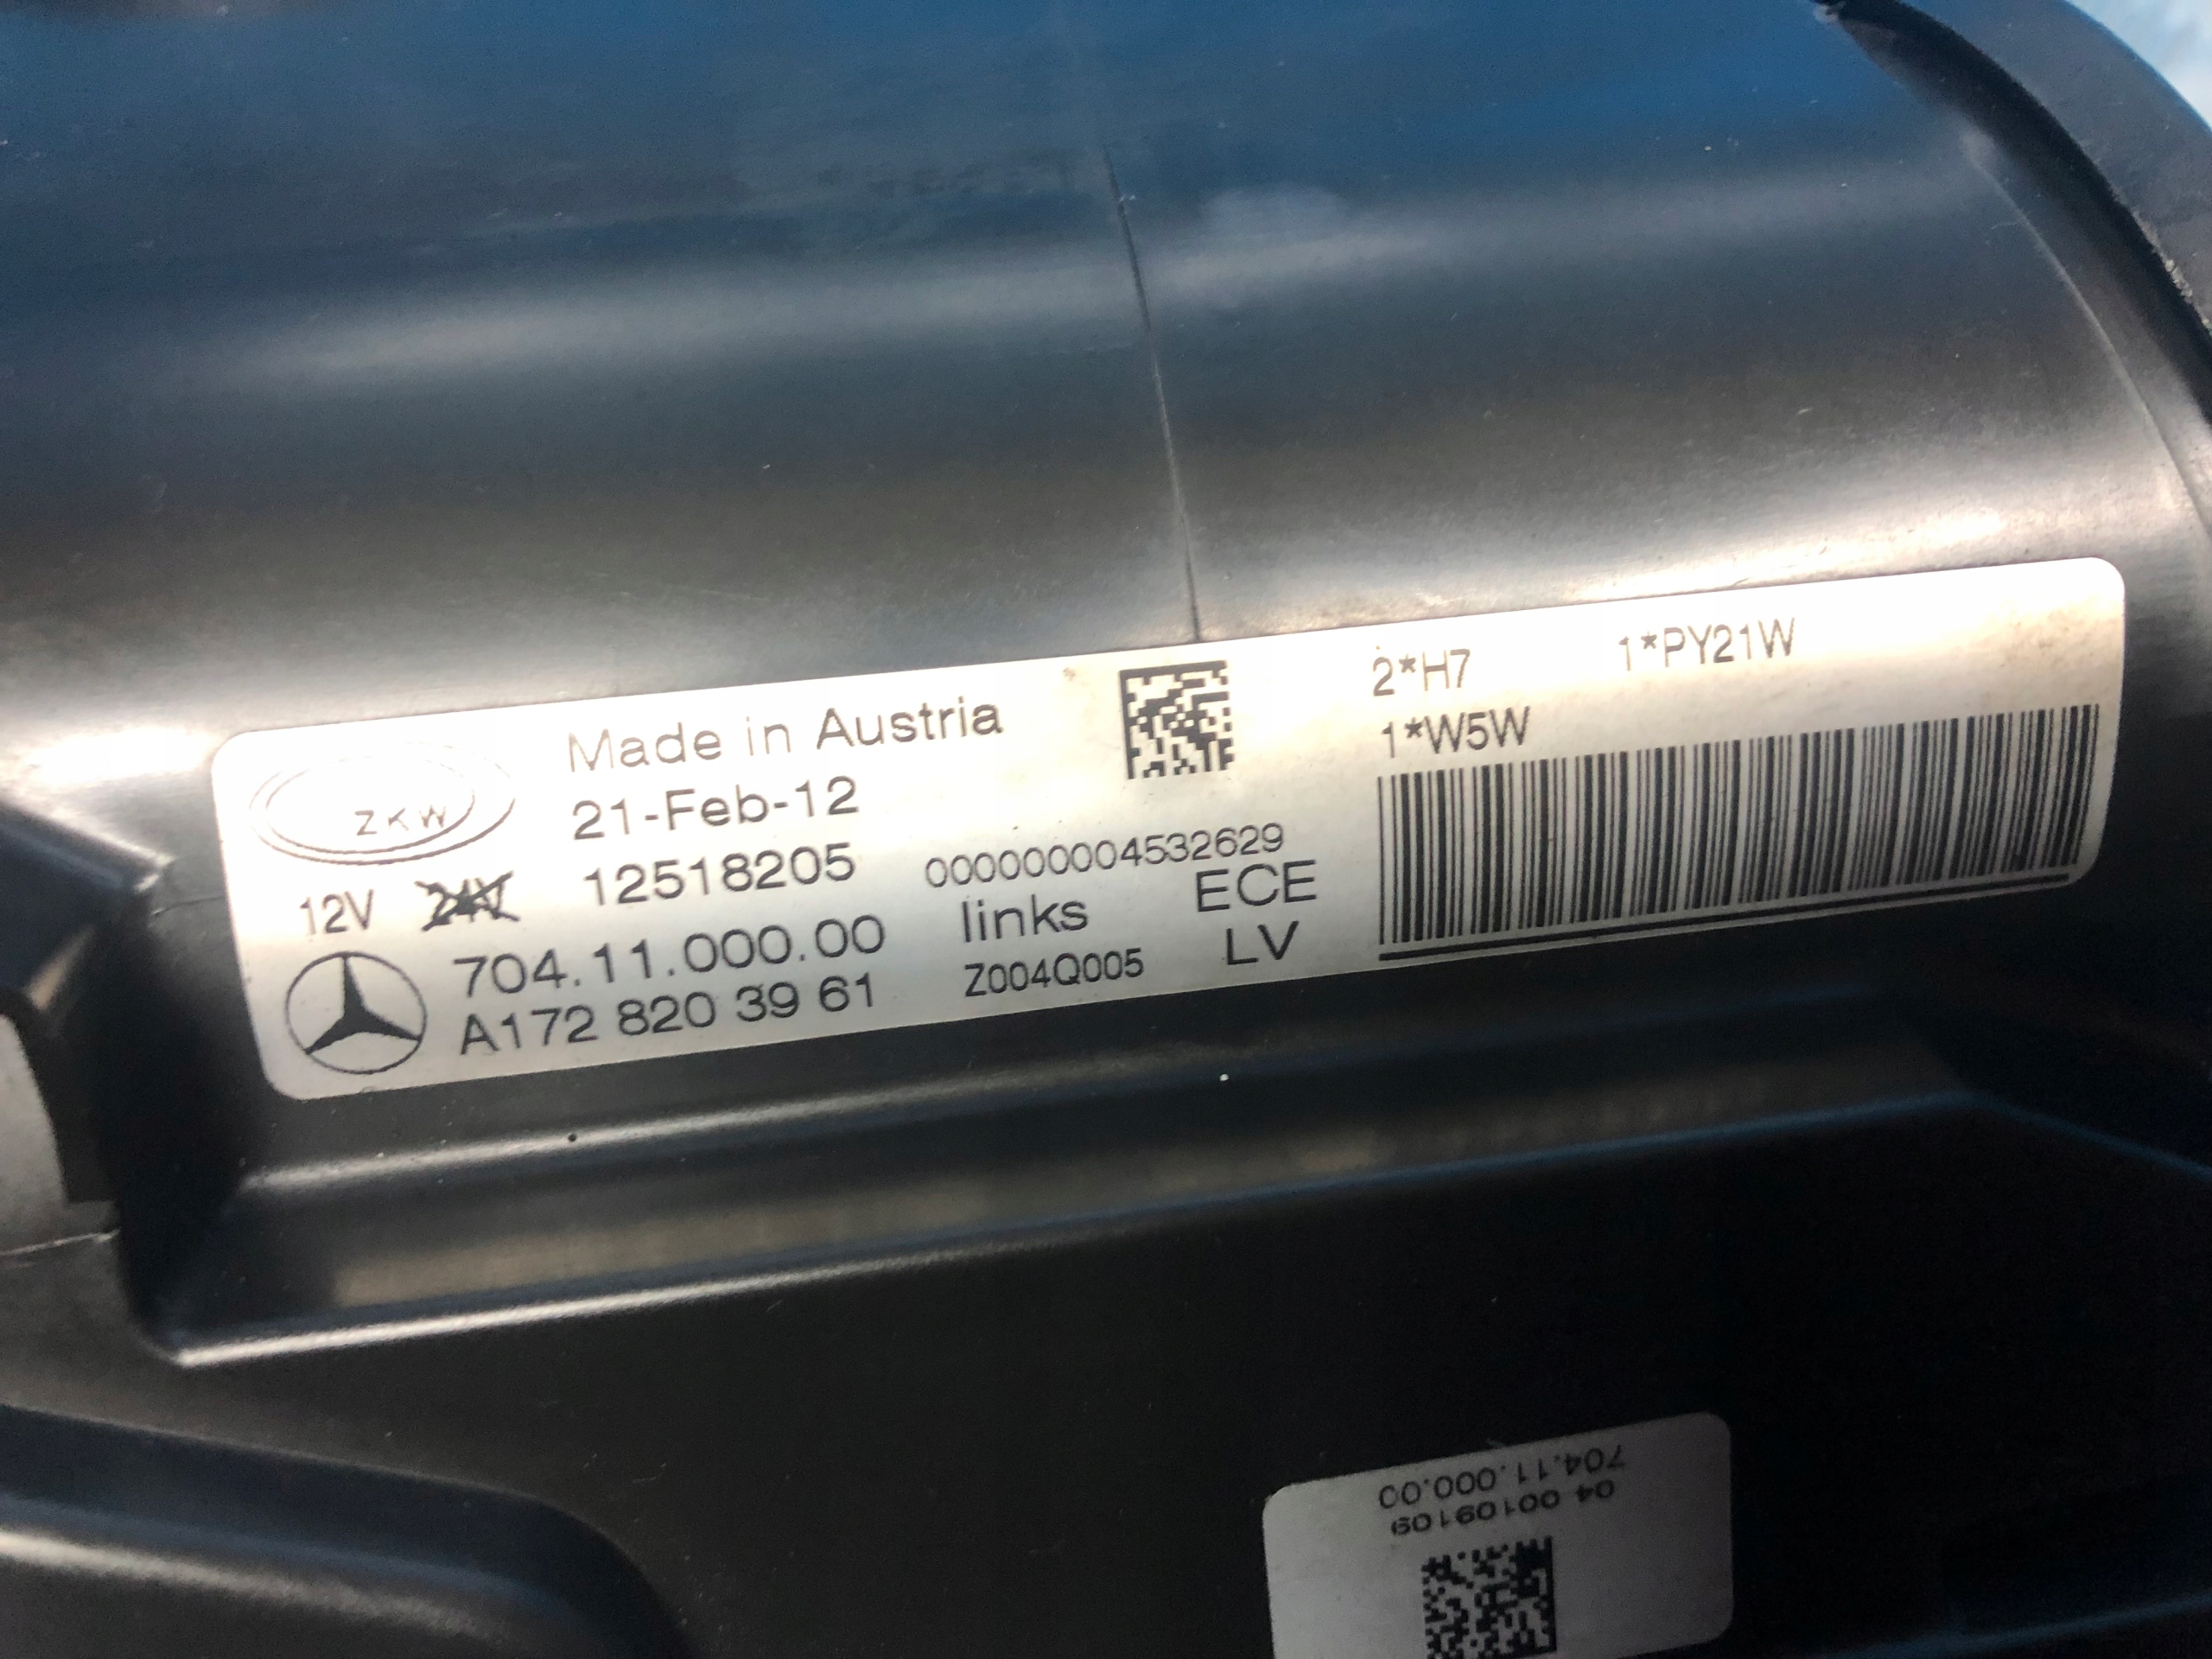 Made in Austria
21-Feb-12
ZKW
12V 24V 12518205 000000004532629
704.11.000.00 links ECE
A172 820 39 61 Z004Q005 LV
2*H7 1*PY21W
1*W5W
704.11.000.00
04 00109109